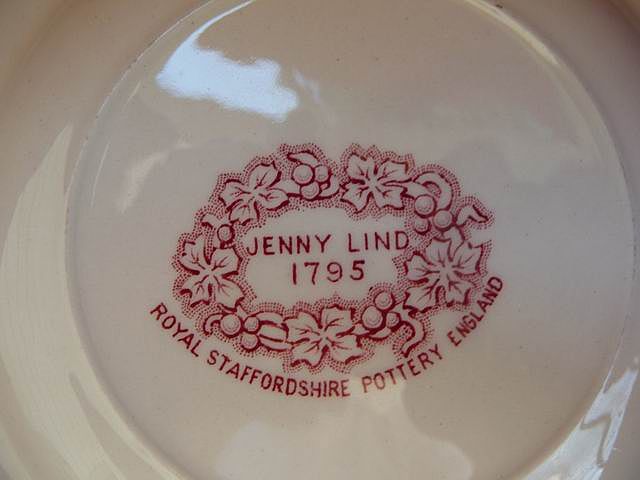 JENNY LIND
1795
ROYAL STAFFORDSHIRE POTTERY ENGLAND